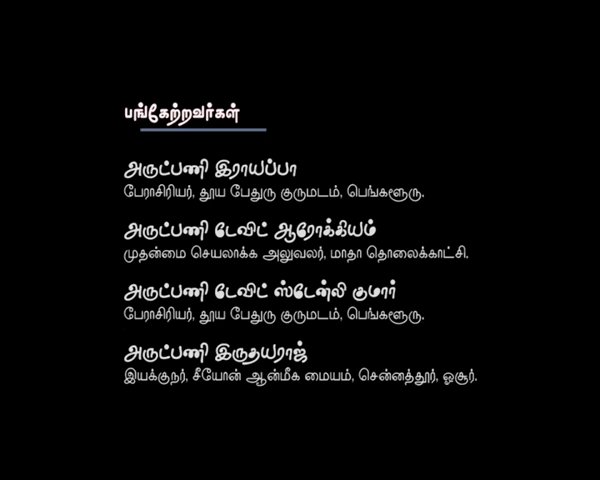 பங்கேற்றவர்கள்
அருட்பணி இராயப்பா
பேராசிரியர், தூய பேதுரு குருமடம், பெங்களூரு.
அருட்பணி டேவிட் ஆரோக்கியம்
முதன்மை செயலாக்க அலுவலர், மாதா தொலைக்காட்சி.
அருட்பணி டேவிட் ஸ்டேன்லி குமார்
பேராசிரியர், தூய பேதுரு குருமடம், பெங்களூரு.
அருட்பணி இருதயராஜ்
இயக்குநர், சீயோன் ஆன்மீக மையம், சென்னத்தூர், ஓசூர்.